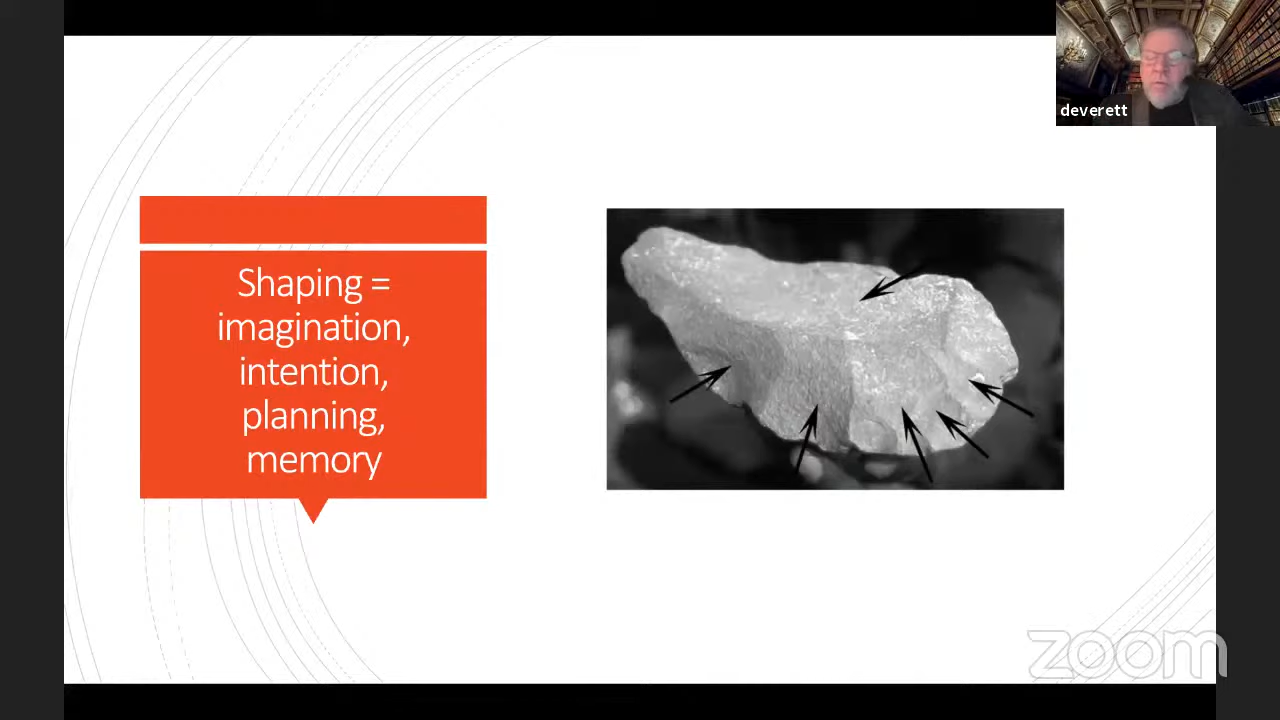 deverett
Shaping =
imagination,
intention,
planning,
memory
zoom